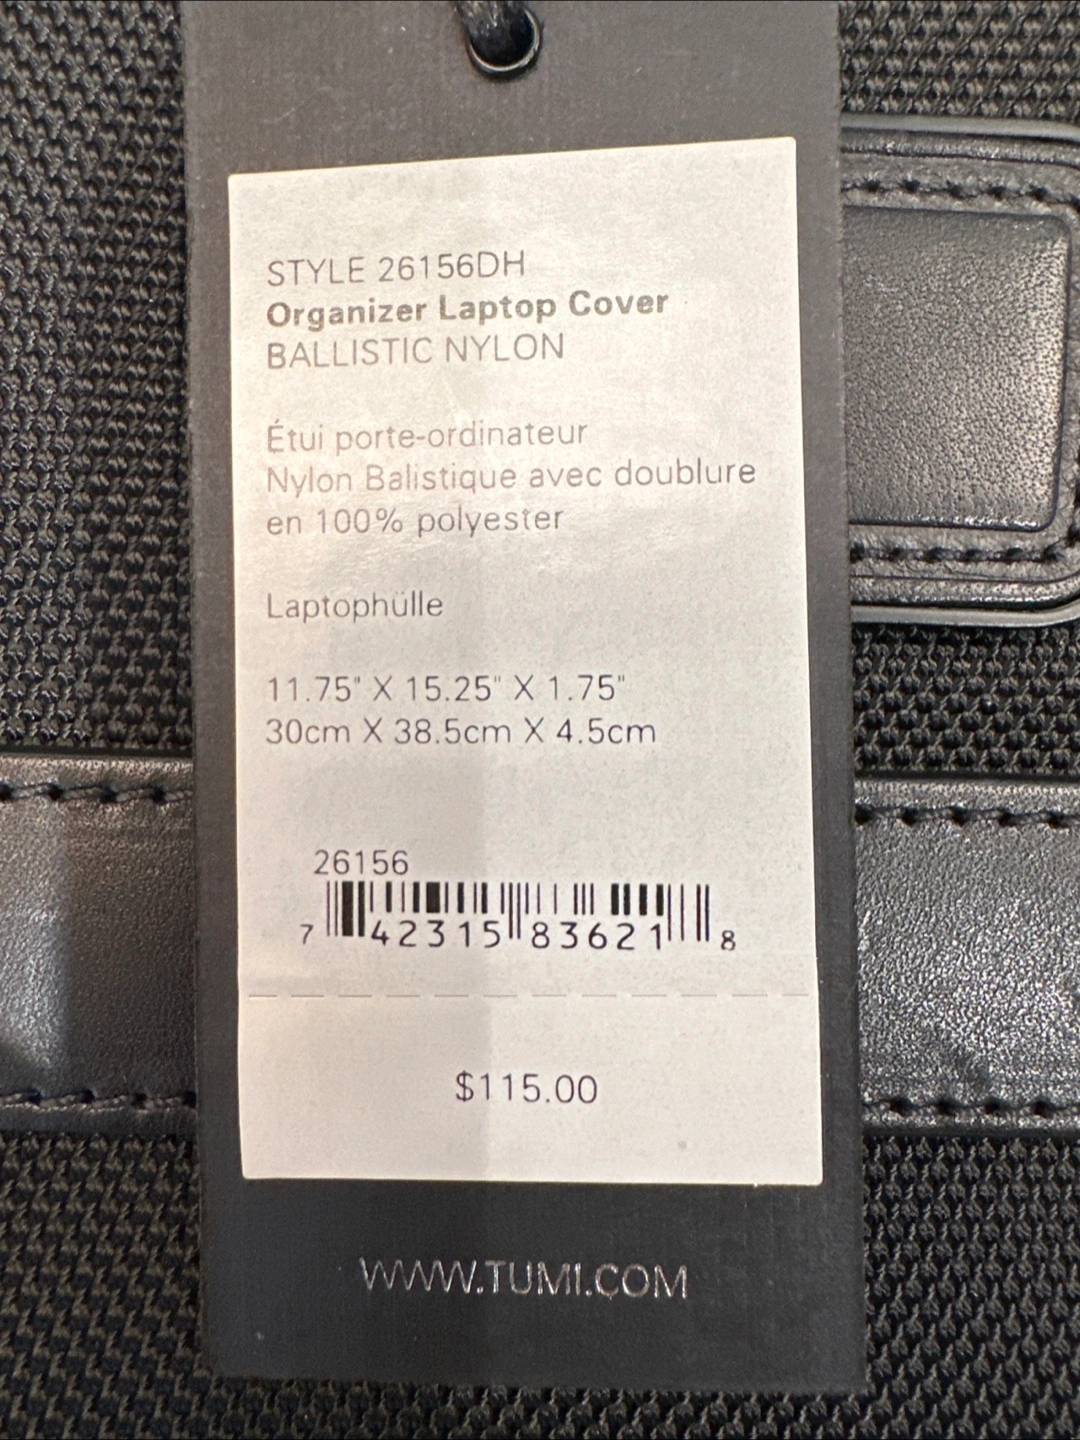 STYLE 26156DH
Organizer Laptop Cover
BALLISTIC NYLON
Étui porte-ordinateur
Nylon Balistique avec doublure
en 100% polyester
Laptophülle
11.75" X 15.25" X 1.75"
30cm X 38.5cm X 4.5cm
26156
7 42315 83621 8
$115.00
WWW.TUMI.COM